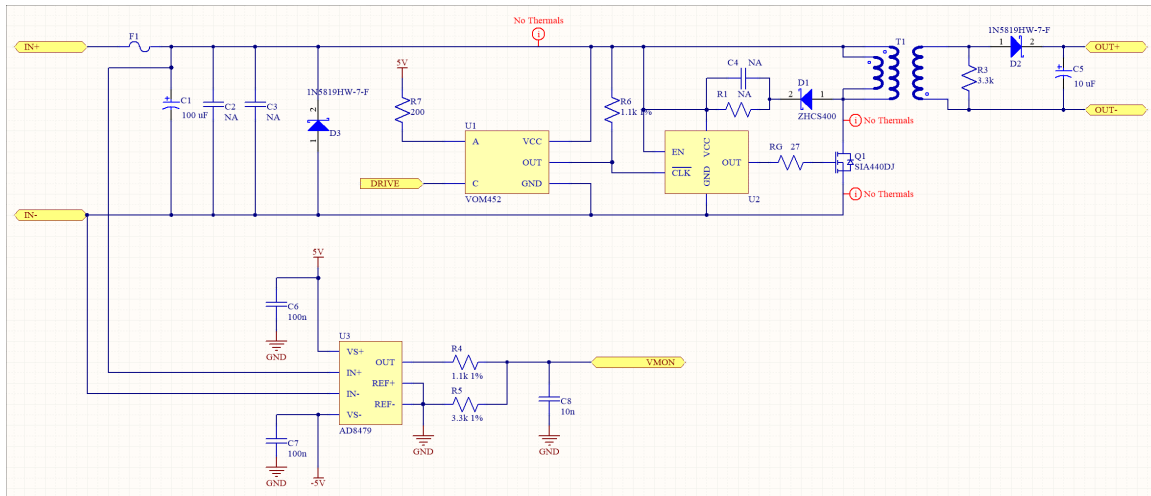 No Thermals
IN+
F1
T1
1N5819HW-7-F
1 2
D2
OUT+
C1
100 uF
C2
NA
C3
NA
1N5819HW-7-F
2
1
D3
5V
R7
200
R6
1.1k 1%
C4 NA
R1 NA
D1
2 1
ZHCS400
R3
3.3k
C5
10 uF
OUT-
No Thermals
U1
A
C
VCC
OUT
GND
VOM452
DRIVE
EN
CLK
VCC
GND
OUT
U2
RG 27
Q1
SIA440DJ
No Thermals
IN-
5V
C6
100n
GND
U3
VS+
IN+
IN-
VS-
OUT
REF+
REF-
AD8479
R4
1.1k 1%
R5
3.3k 1%
VMON
C8
10n
GND
GND
C7
100n
GND
-5V